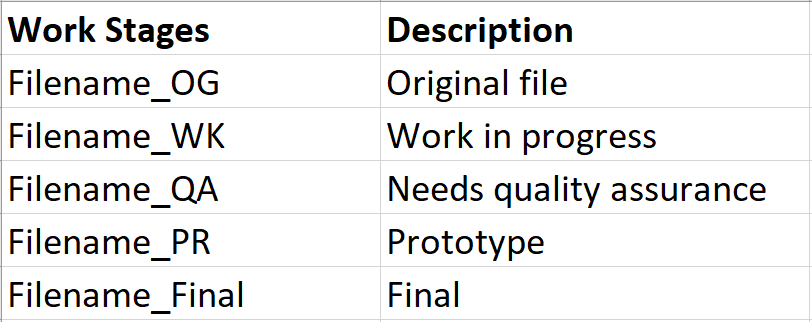 Work Stages Description
Filename_OG Original file
Filename_WK Work in progress
Filename_QA Needs quality assurance
Filename_PR Prototype
Filename_Final Final